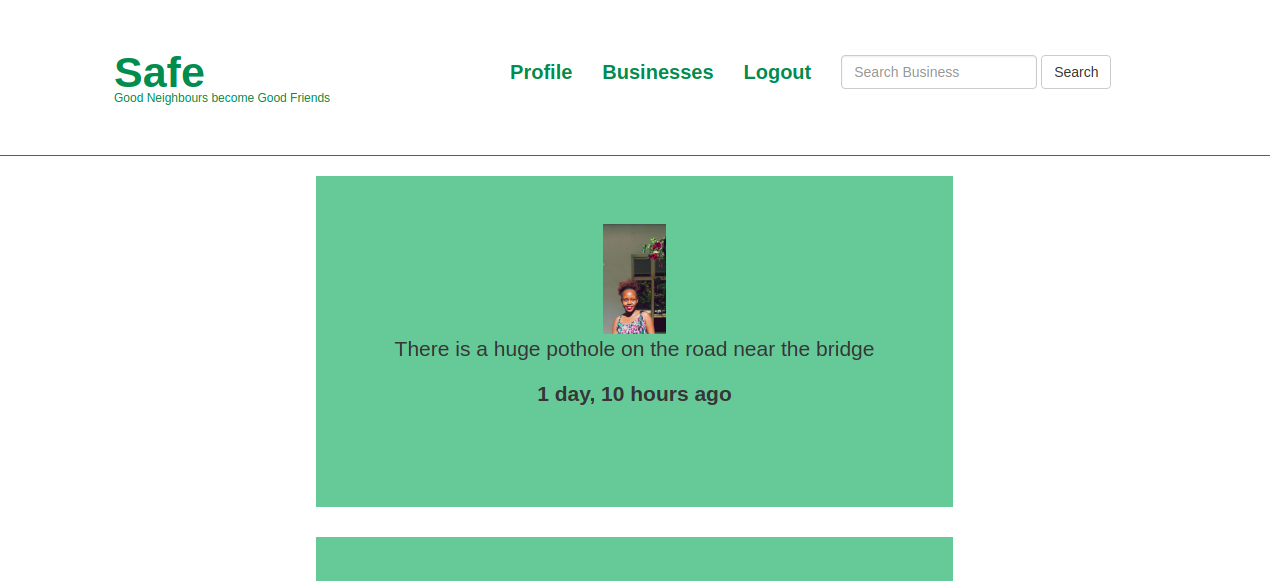 Safe
Good Neighbours become Good Friends
Profile Businesses Logout Search Business Search
There is a huge pothole on the road near the bridge
1 day, 10 hours ago